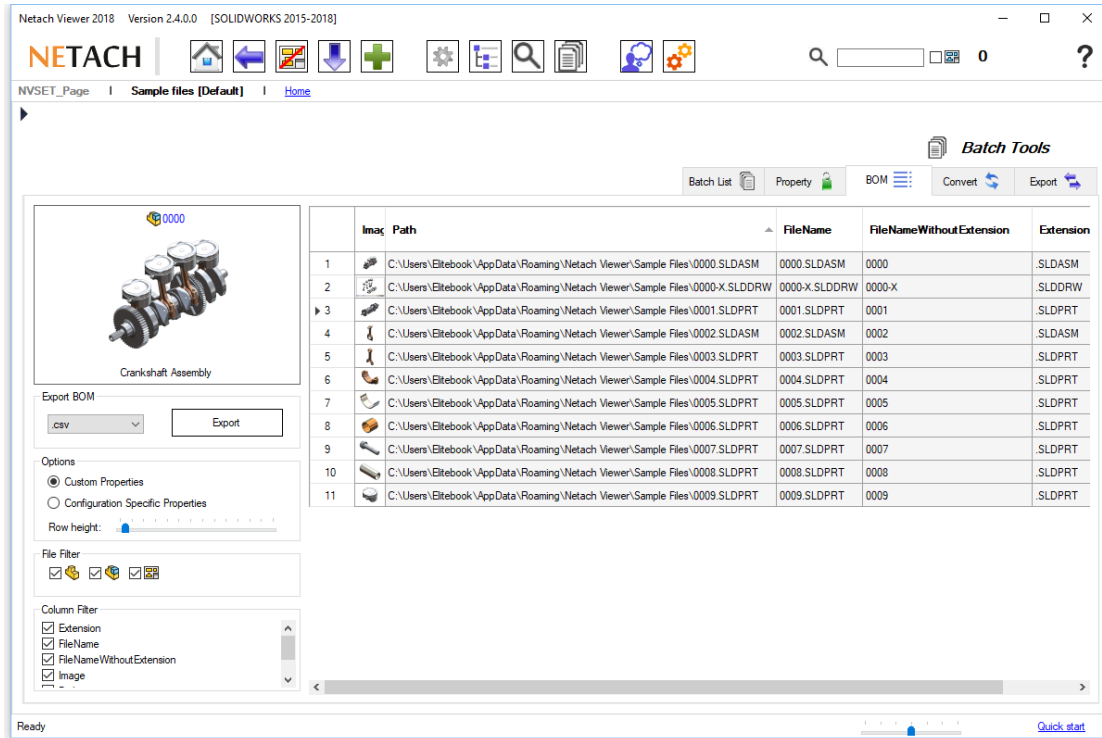 Netach Viewer 2018 Version 2.4.0.0 [SOLIDWORKS 2015-2018]
NETACH 0 ?
NVSET_Page I Sample files [Default] I Home
Batch Tools
Batch List Property BOM Convert Export
0000
Crankshaft Assembly
Imag Path FileName FileNameWithoutExtension Extension
1 C:\Users\Elitebook\AppData\Roaming\Netach Viewer\Sample Files\0000.SLDASM 0000.SLDASM 0000 .SLDASM
2 C:\Users\Elitebook\AppData\Roaming\Netach Viewer\Sample Files\0000-X.SLDDRW 0000-X.SLDDRW 0000-X .SLDDRW
3 C:\Users\Elitebook\AppData\Roaming\Netach Viewer\Sample Files\0001.SLDPRT 0001.SLDPRT 0001 .SLDPRT
4 C:\Users\Elitebook\AppData\Roaming\Netach Viewer\Sample Files\0002.SLDASM 0002.SLDASM 0002 .SLDASM
5 C:\Users\Elitebook\AppData\Roaming\Netach Viewer\Sample Files\0003.SLDPRT 0003.SLDPRT 0003 .SLDPRT
6 C:\Users\Elitebook\AppData\Roaming\Netach Viewer\Sample Files\0004.SLDPRT 0004.SLDPRT 0004 .SLDPRT
7 C:\Users\Elitebook\AppData\Roaming\Netach Viewer\Sample Files\0005.SLDPRT 0005.SLDPRT 0005 .SLDPRT
8 C:\Users\Elitebook\AppData\Roaming\Netach Viewer\Sample Files\0006.SLDPRT 0006.SLDPRT 0006 .SLDPRT
9 C:\Users\Elitebook\AppData\Roaming\Netach Viewer\Sample Files\0007.SLDPRT 0007.SLDPRT 0007 .SLDPRT
10 C:\Users\Elitebook\AppData\Roaming\Netach Viewer\Sample Files\0008.SLDPRT 0008.SLDPRT 0008 .SLDPRT
11 C:\Users\Elitebook\AppData\Roaming\Netach Viewer\Sample Files\0009.SLDPRT 0009.SLDPRT 0009 .SLDPRT
Export BOM
.csv Export
Options
Custom Properties
Configuration Specific Properties
Row height:
File Filter
Column Filter
Extension
FileName
FileNameWithoutExtension
Image
Ready Quick start